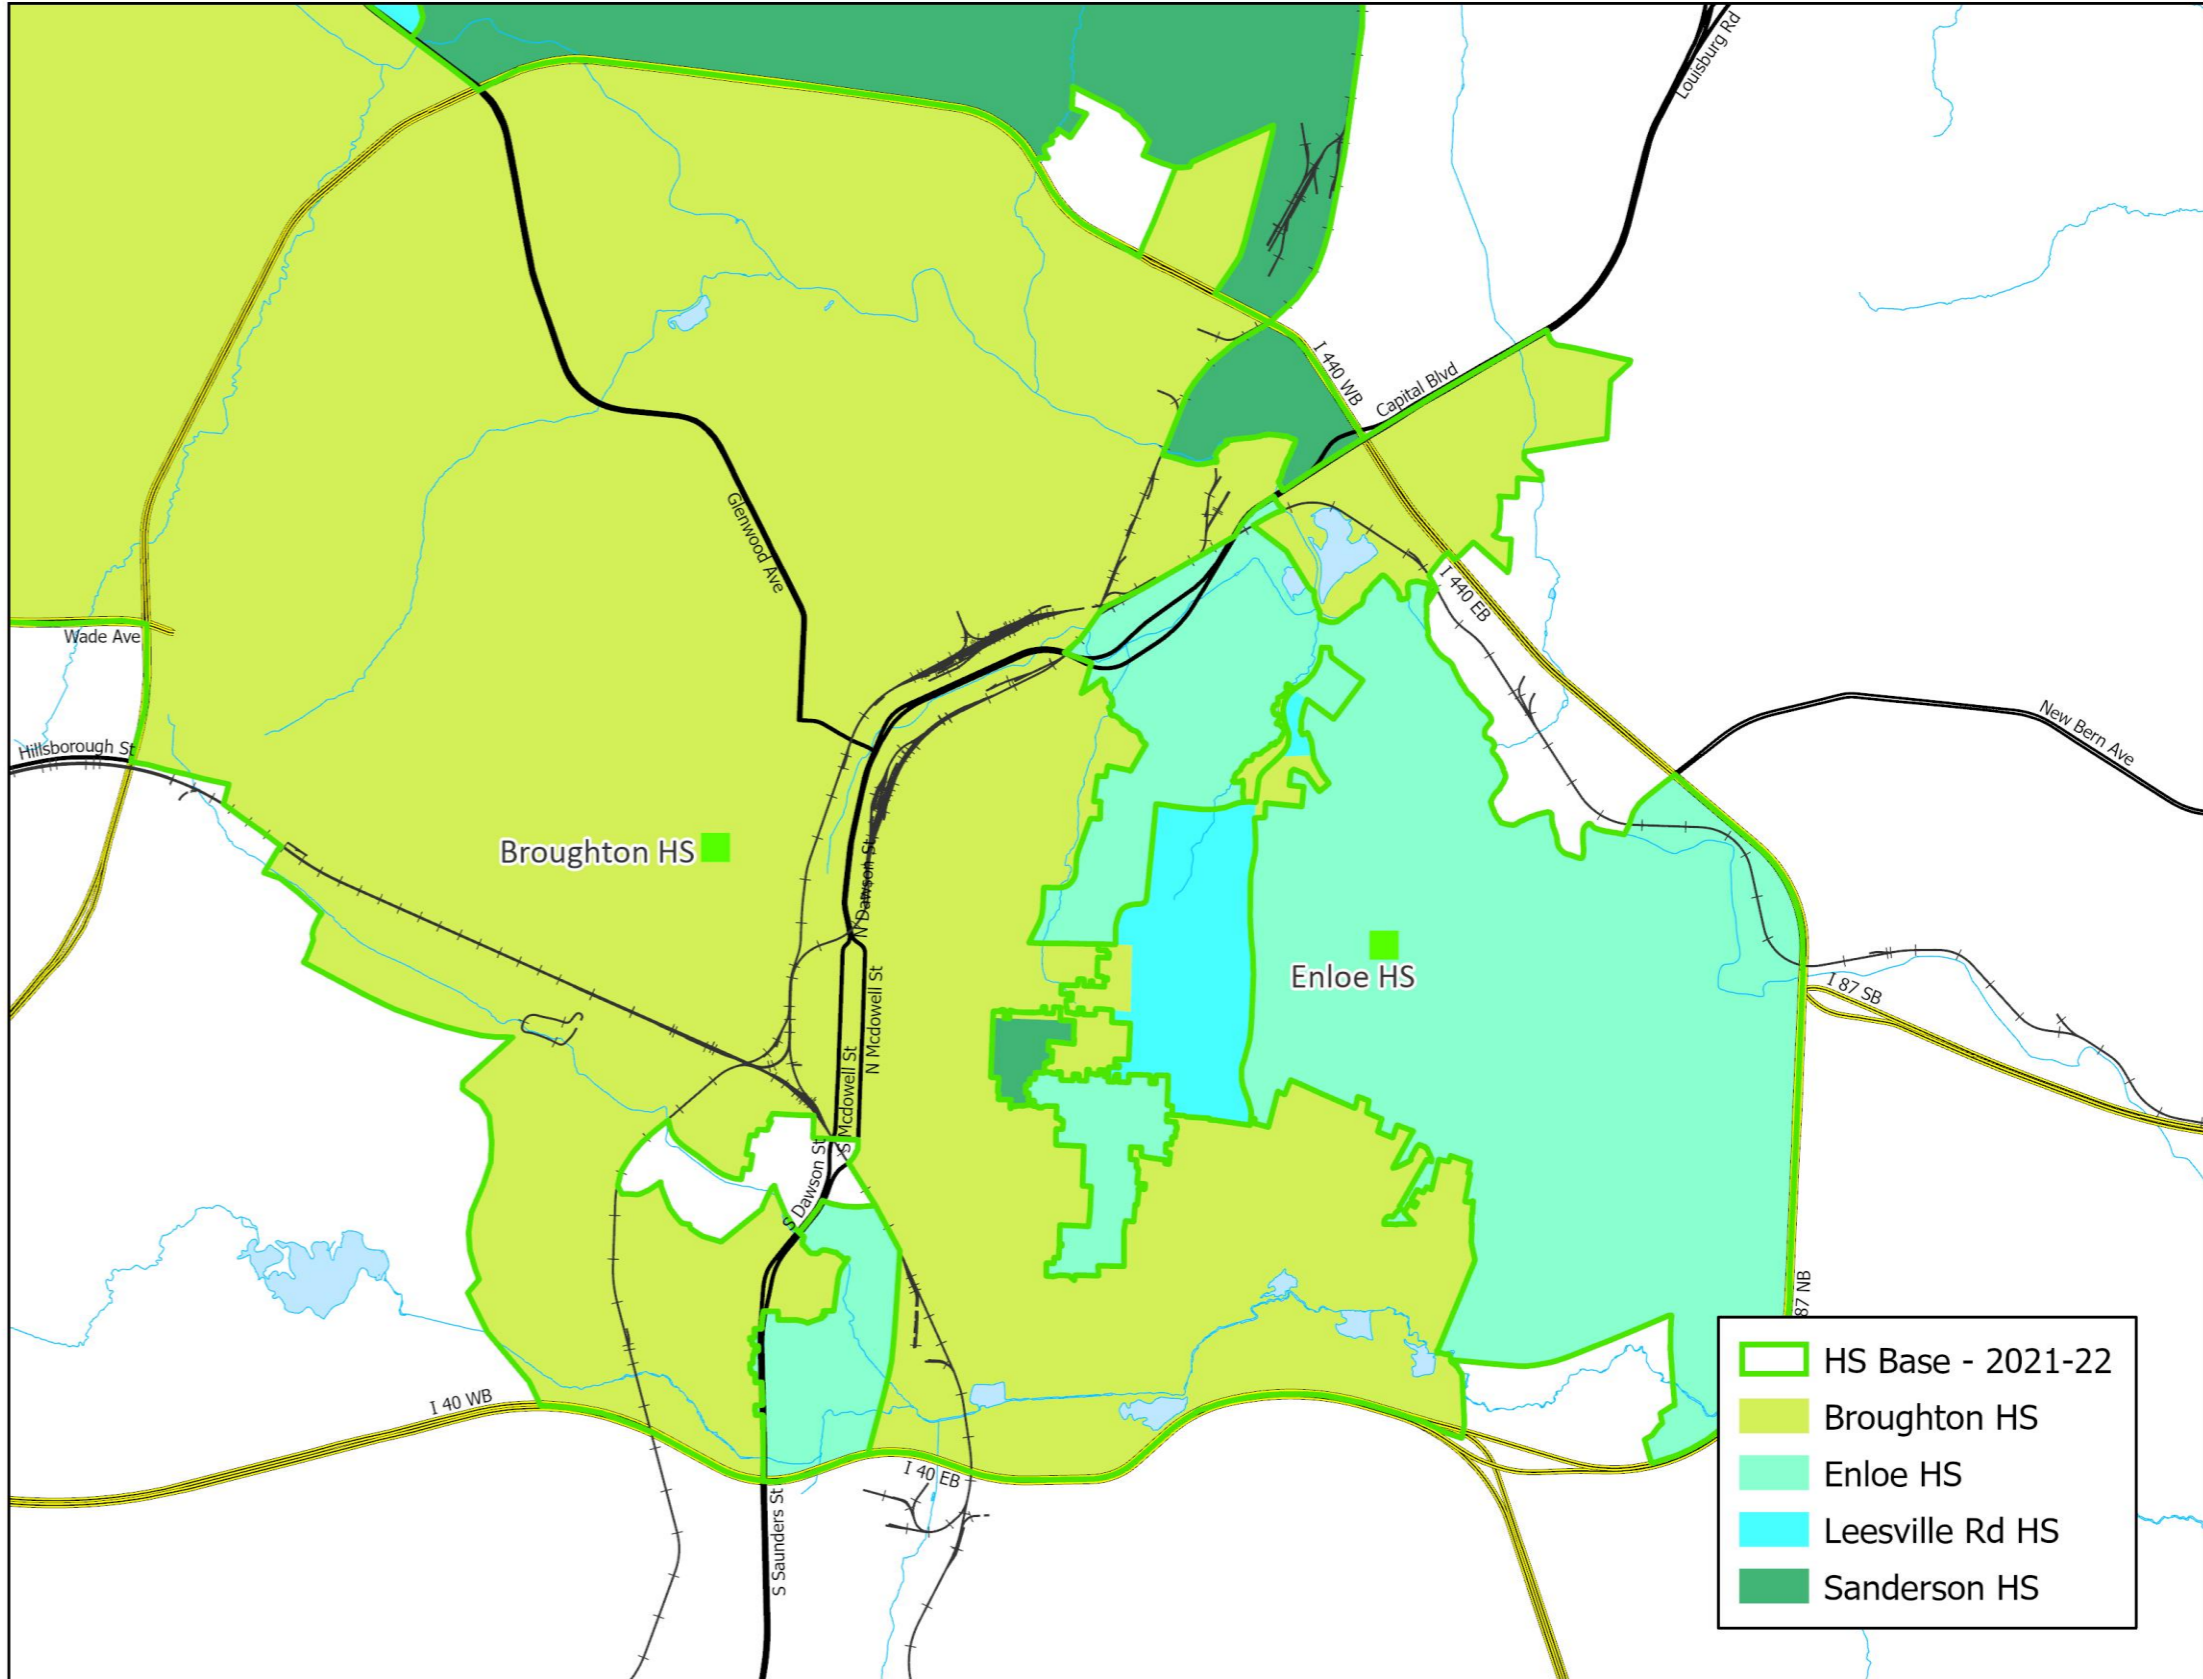 Louisburg Rd
I 440 WB
Capital Blvd
Glenwood Ave
I 440 EB
Wade Ave
New Bern Ave
Hillsborough St
Broughton HS
N Dawson St
Enloe HS
I 87 SB
N Mcdowell St
S Mcdowell St
S Dawson St
87 NB
I 40 WB
I 40 EB
S Saunders St
HS Base - 2021-22
Broughton HS
Enloe HS
Leesville Rd HS
Sanderson HS